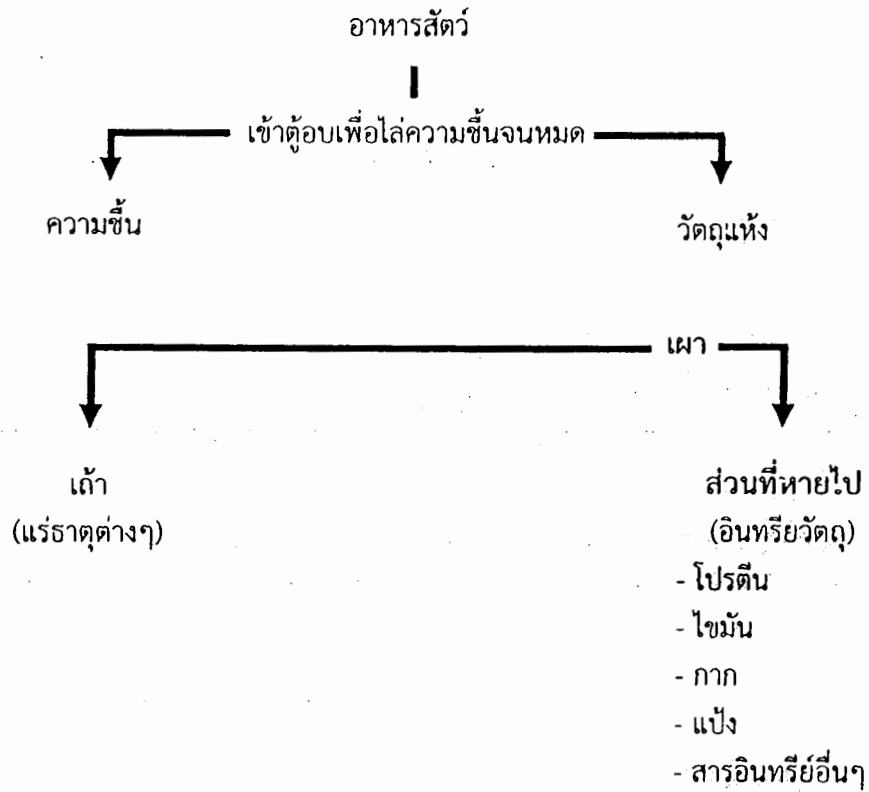 อาหารสัตว์
เข้าตู้อบเพื่อไล่ความชื้นจนหมด
ความชื้น
วัตถุแห้ง
เผา
เถ้า
(แร่ธาตุต่างๆ)
ส่วนที่หายไป
(อินทรียวัตถุ)
- โปรตีน
- ไขมัน
- กาก
- แป้ง
- สารอินทรีย์อื่นๆ